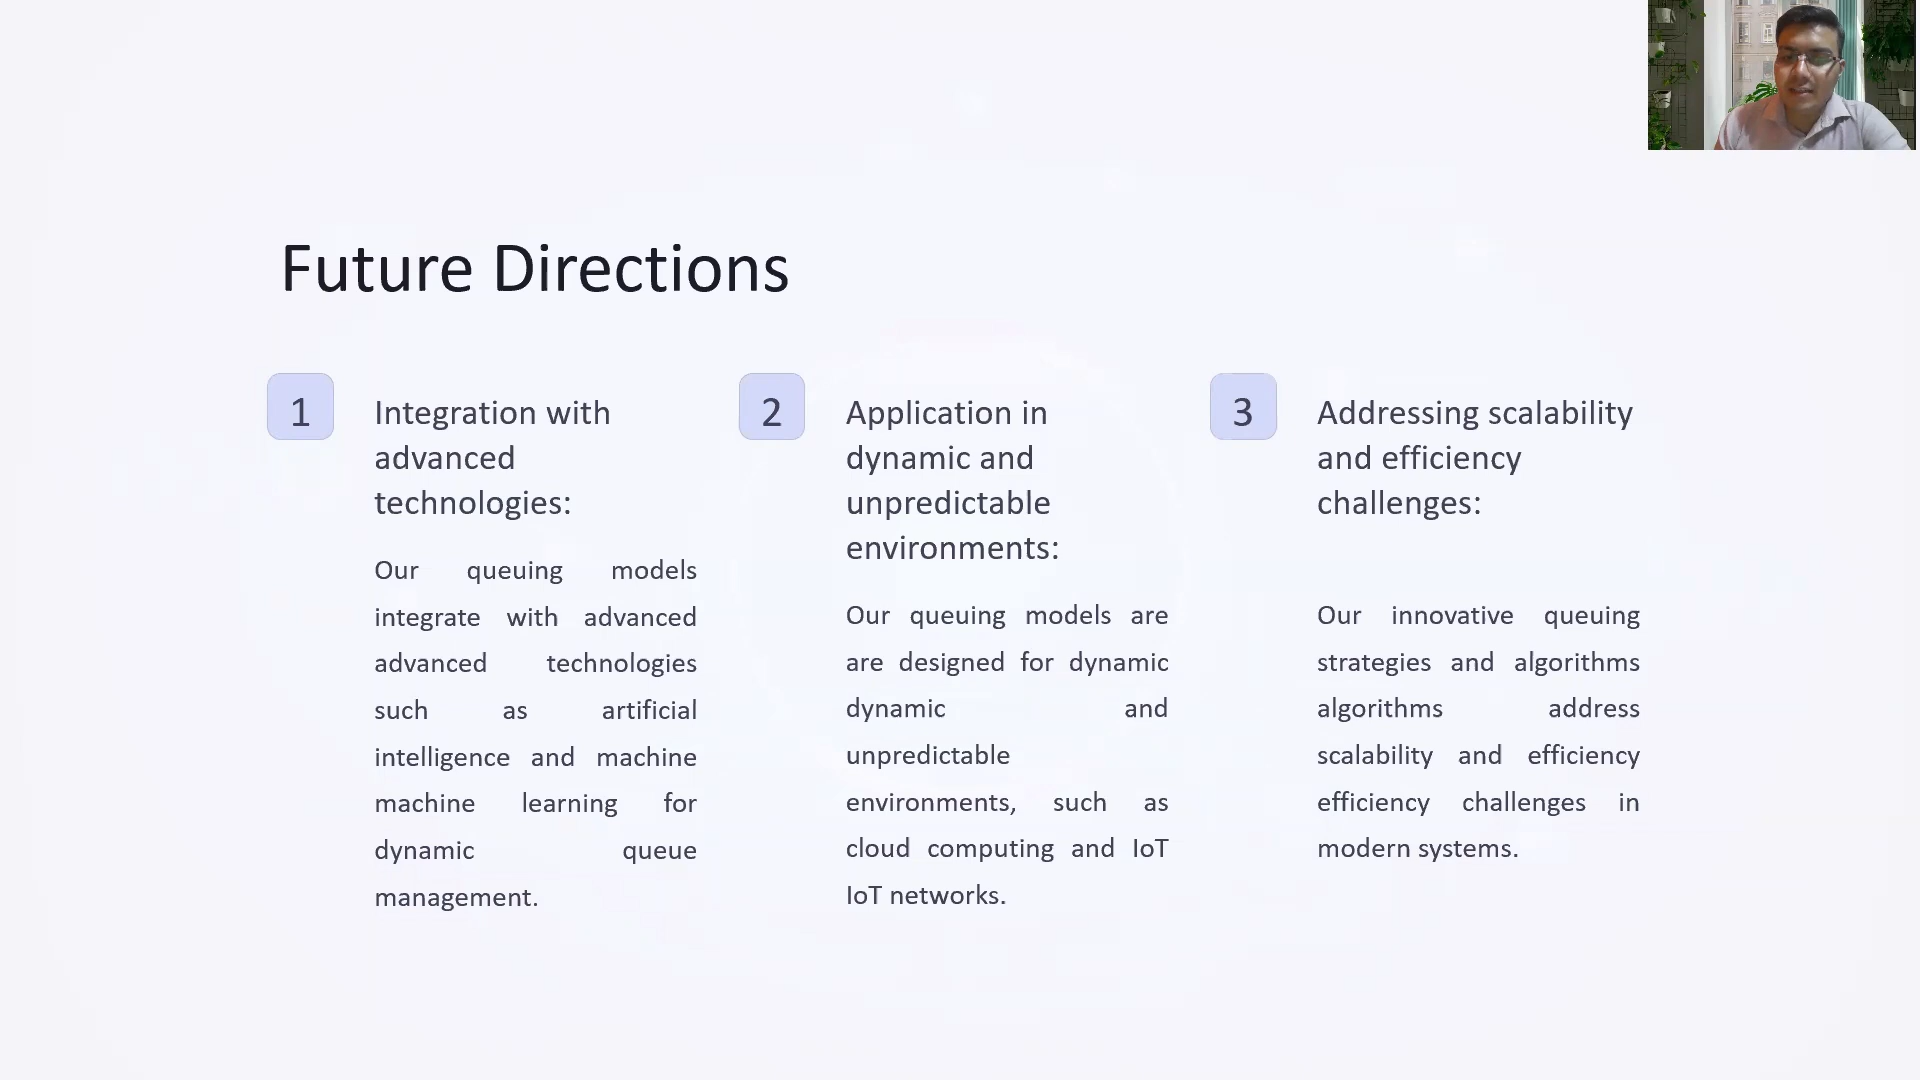 Future Directions
1
Integration with
advanced
technologies:
Our queuing models
integrate with advanced
advanced technologies
such as artificial
intelligence and machine
machine learning for
dynamic queue
management.
2
Application in
dynamic and
unpredictable
environments:
Our queuing models are
are designed for dynamic
dynamic and
unpredictable
environments, such as
cloud computing and IoT
IoT networks.
3
Addressing scalability
and efficiency
challenges:
Our innovative queuing
strategies and algorithms
algorithms address
scalability and efficiency
efficiency challenges in
modern systems.